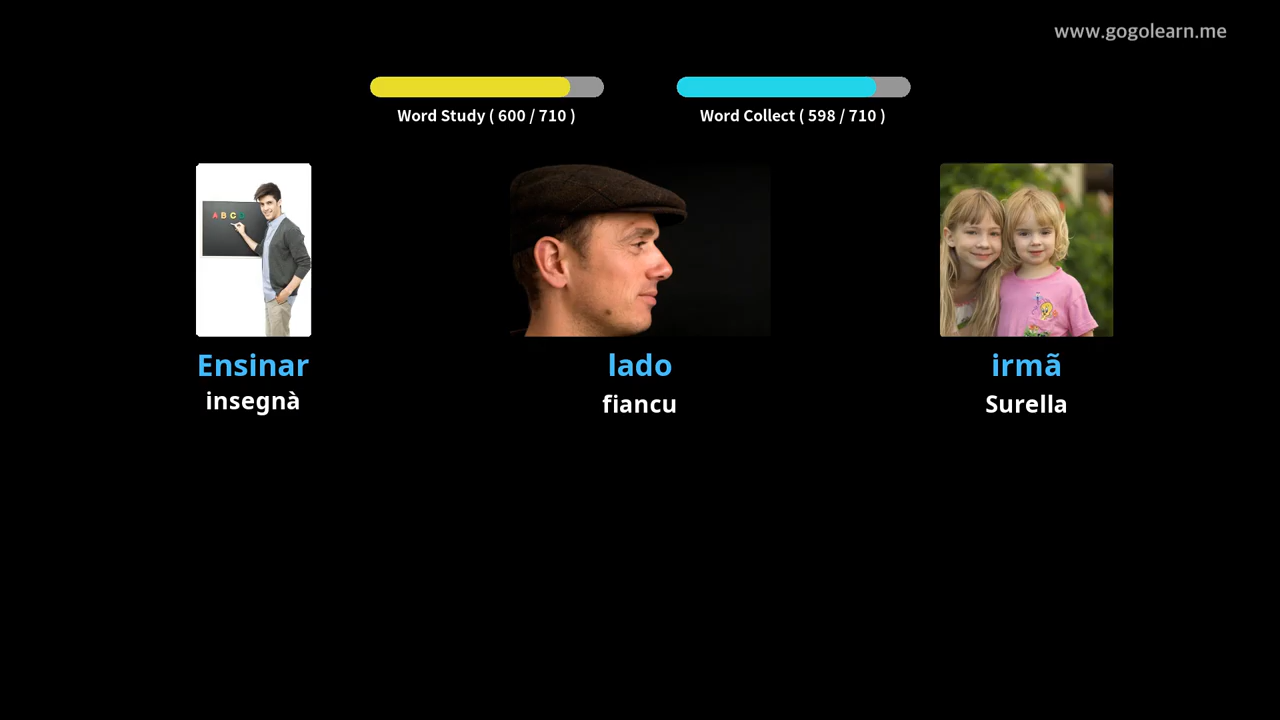 www.gogolearn.me
Word Study ( 600 / 710 )
Word Collect ( 598 / 710 )
A B C D
Ensinar
insegnà
lado
fiancu
irmã
Surella